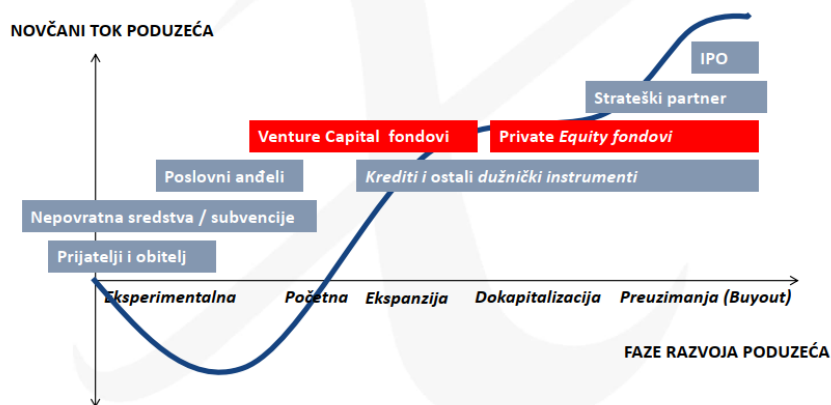 NOVČANI TOK PODUZEĆA
IPO
Strateški partner
Venture Capital fondovi
Private Equity fondovi
Poslovni anđeli
Krediti i ostali dužnički instrumenti
Nepovratna sredstva / subvencije
Prijatelji i obitelj
Eksperimentalna
Početna
Ekspanzija
Dokapitalizacija
Preuzimanja (Buyout)
FAZE RAZVOJA PODUZEĆA